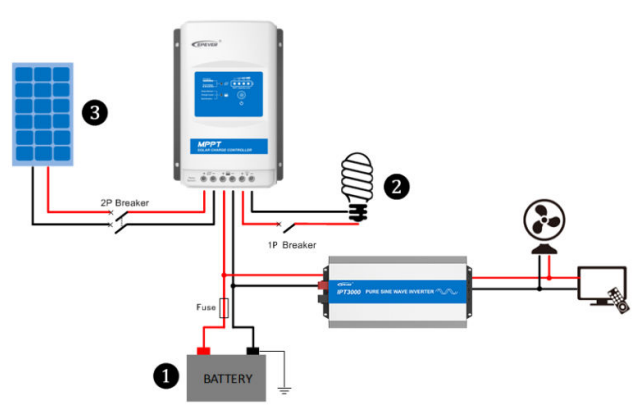 EPEVER
MPPT
SOLAR CHARGE CONTROLLER
3
2P Breaker
2
1P Breaker
IPT3000 PURE SINE WAVE INVERTER
Fuse
1
BATTERY